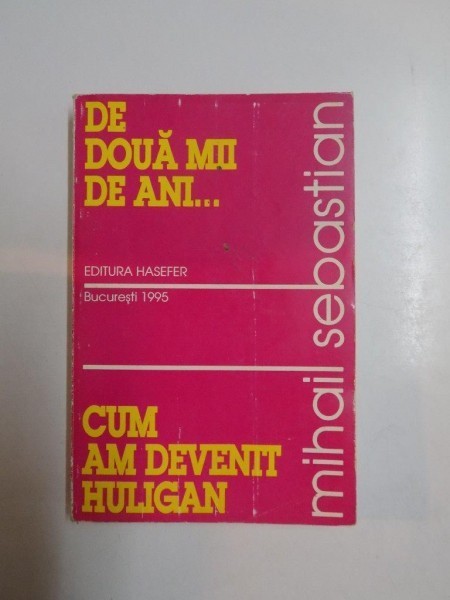 DE
DOUĂ MII
DE ANI...
EDITURA HASEFER
București 1995
CUM
AM DEVENIT
HULIGAN
mihail sebastian